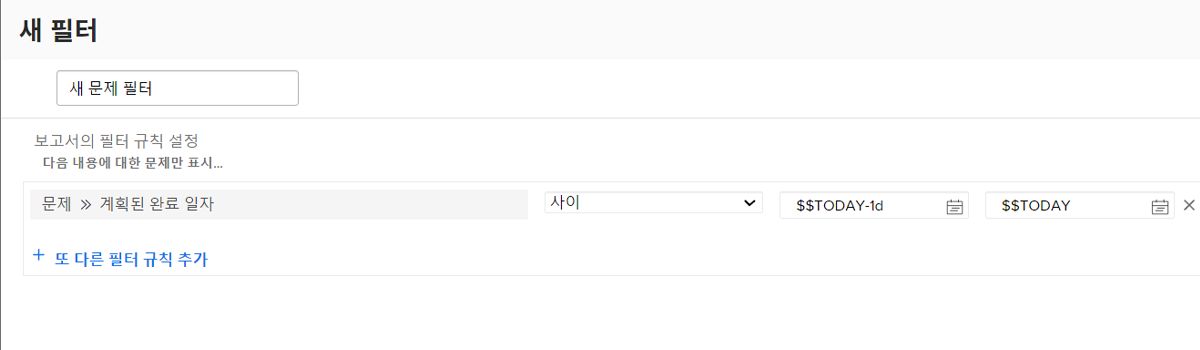 새 필터
새 문제 필터
보고서의 필터 규칙 설정
다음 내용에 대한 문제만 표시...
문제 » 계획된 완료 일자 사이 $$TODAY-1d $$TODAY
+ 또 다른 필터 규칙 추가